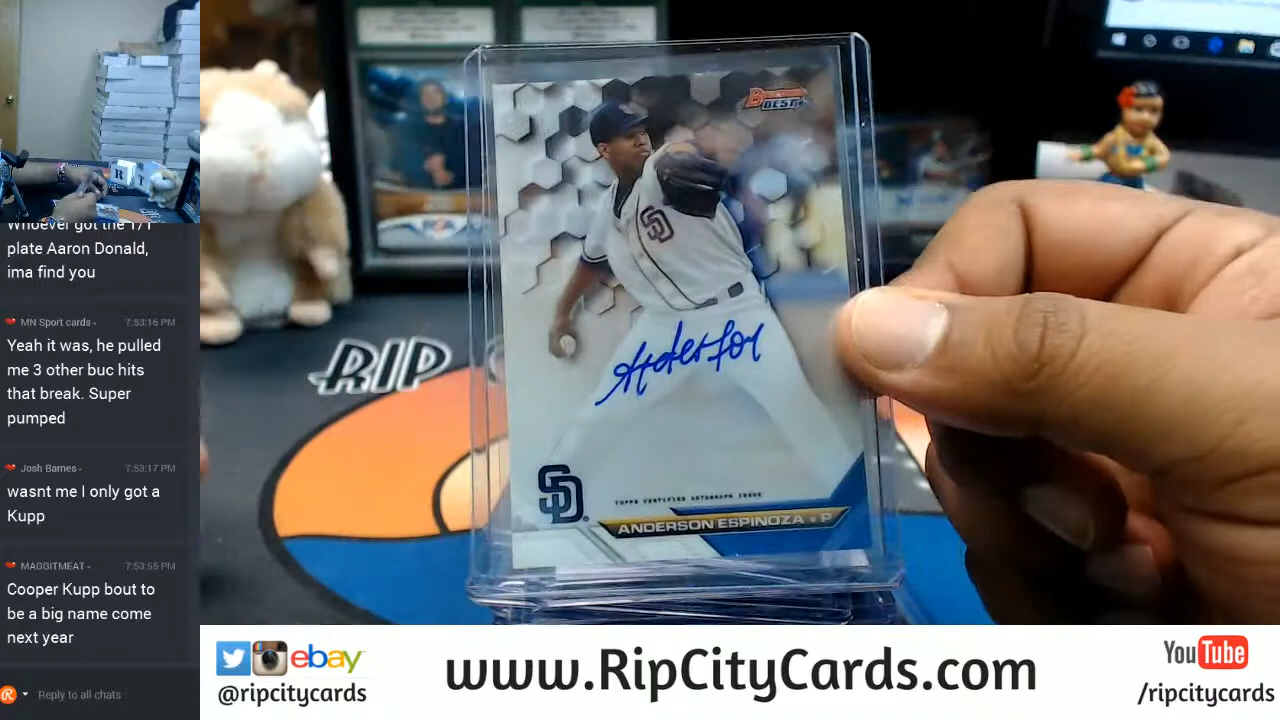 Whoever got the 1/1
plate Aaron Donald,
ima find you
MN Sport cards - 7:53:16 PM
Yeah it was, he pulled
me 3 other buc hits
that break. Super
pumped
Josh Barnes - 7:53:17 PM
wasnt me I only got a
Kupp
MAGGITMEAT - 7:53:55 PM
Cooper Kupp bout to
be a big name come
next year
Reply to all chats
RIP
Bowman's
BEST
SD
Anderson
SD
TOPPS CERTIFIED AUTOGRAPH ISSUE
ANDERSON ESPINOZA • P
ebay
@ripcitycards
www.RipCityCards.com
YouTube
/ripcitycards